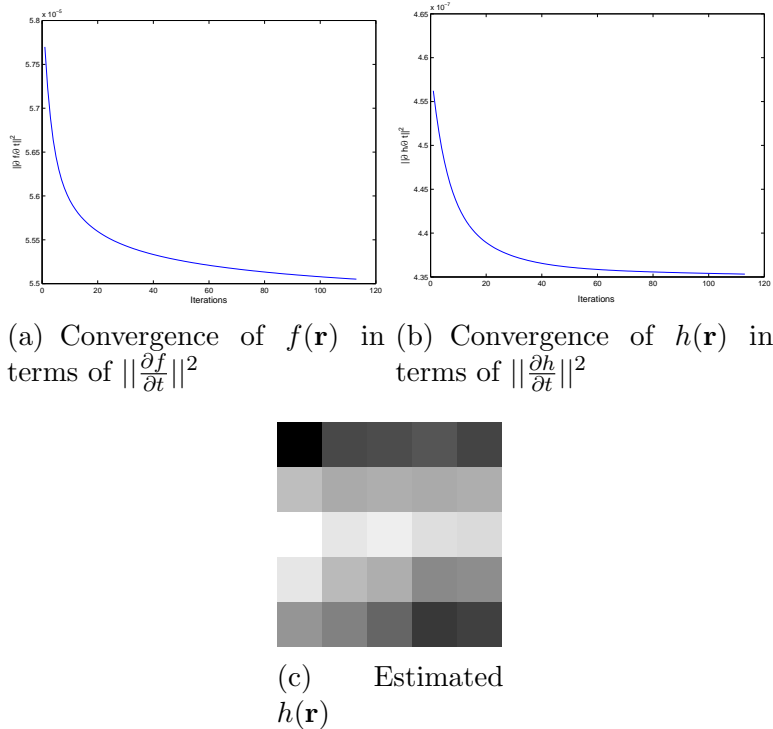 x 10⁻⁵
5.8
5.75
5.7
5.65
5.6
5.55
5.5
||∂ f/∂ t||²
0 20 40 60 80 100 120
Iterations
x 10⁻⁷
4.65
4.6
4.55
4.5
4.45
4.4
4.35
||∂ h/∂ t||²
0 20 40 60 80 100 120
Iterations
(a) Convergence of f(r) in
terms of ||∂f/∂t||²
(b) Convergence of h(r) in
terms of ||∂h/∂t||²
(c) Estimated
h(r)